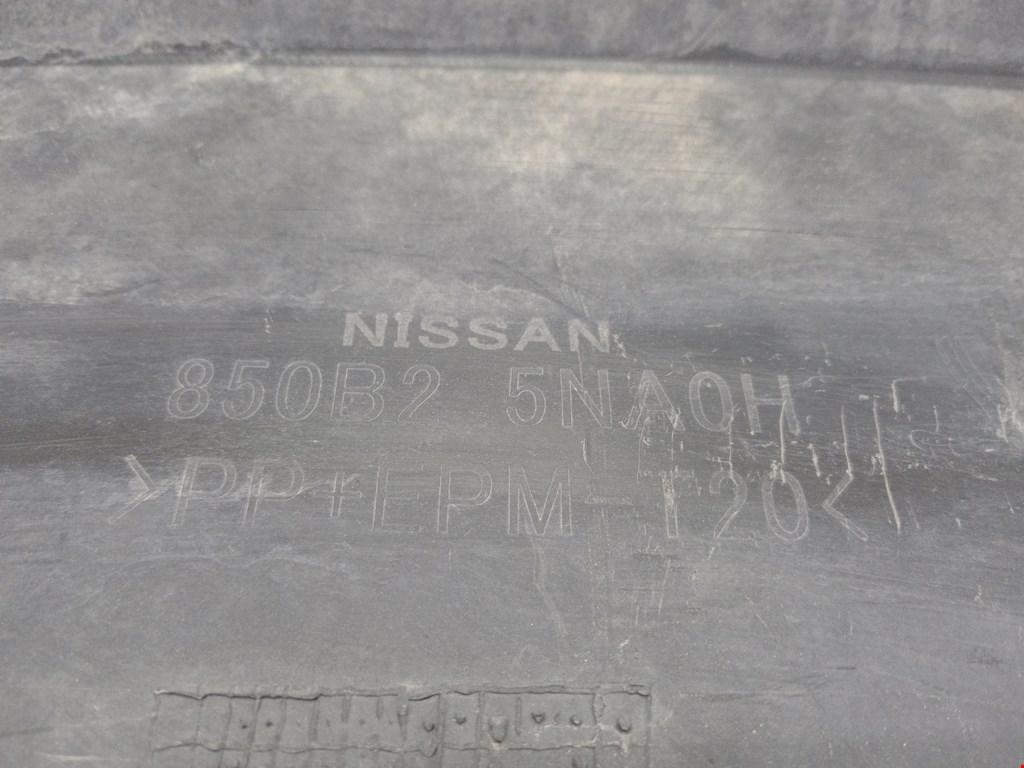 NISSAN
850B2 5NA0H
>PP+EPM-T20<